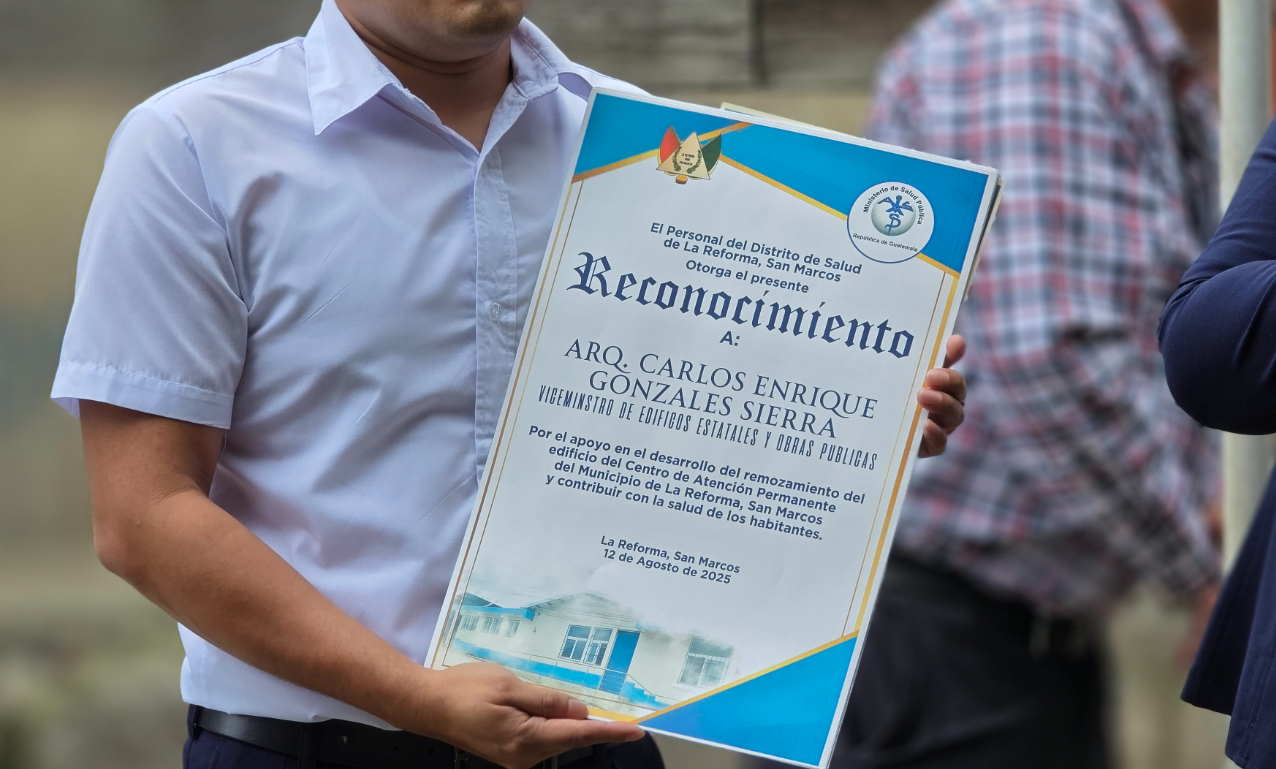 Ministerio de Salud Pública
República de Guatemala
El Personal del Distrito de Salud
de La Reforma, San Marcos
Otorga el presente
Reconocimiento
A:
ARQ. CARLOS ENRIQUE
GONZALES SIERRA
VICEMINSTRO DE EDIFICOS ESTATALES Y OBRAS PUBLICAS
Por el apoyo en el desarrollo del remozamiento del
edificio del Centro de Atención Permanente
del Municipio de La Reforma, San Marcos
y contribuir con la salud de los habitantes.
La Reforma, San Marcos
12 de Agosto de 2025